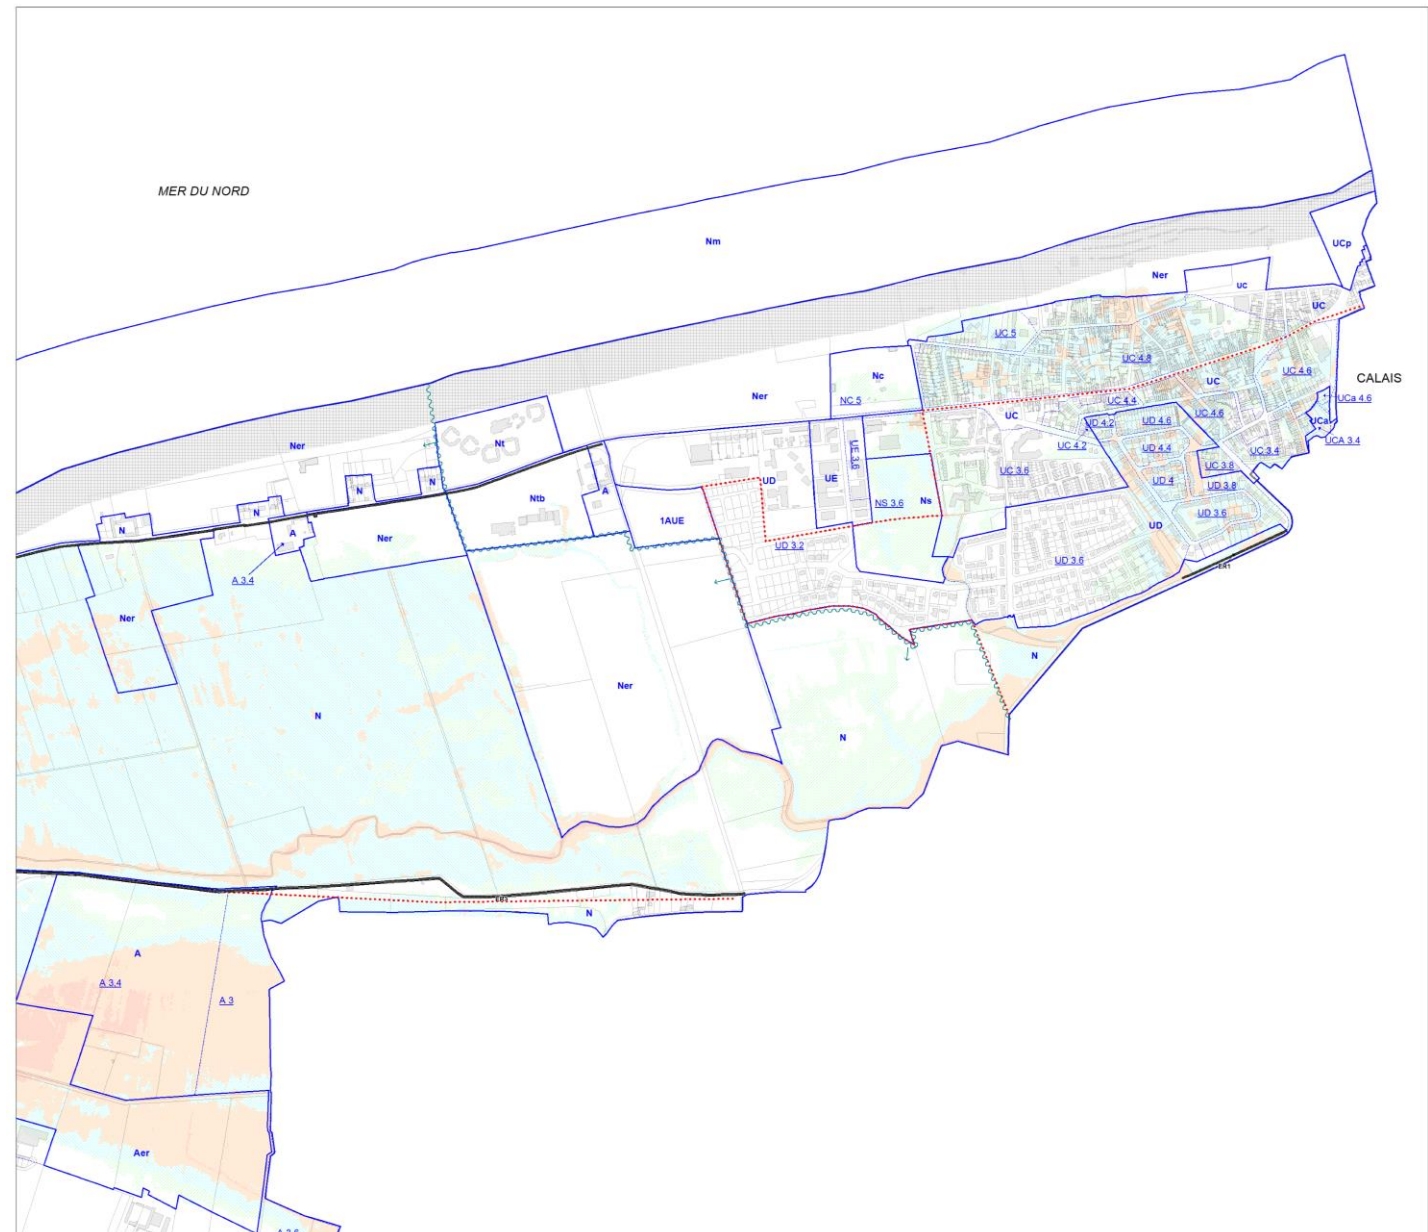 MER DU NORD
Nm
UCp
Ner
UC
UC
UC 5
UC 4.8
UC 4.6
CALAIS
Nc
NC 5
Ner
UC
UC
UC 4.4
UC 4.6
UCa 4.6
UCa
UCA 3.4
UD 4.2
UD 4.6
UC 4.2
UD 4.4
UC 3.4
UC 3.8
UD 4
UD 3.8
UD 3.6
Ner
Nt
UE 3.6
UC 3.6
N
N
N
N
A
A 3.4
Ner
Ntb
A
1AUE
UD
UE
NS 3.6
Ns
UD
UD 3.2
UD 3.6
ER1
Ner
N
Ner
N
N
N
A
A 3.4
A 3
Aer
A 3.6